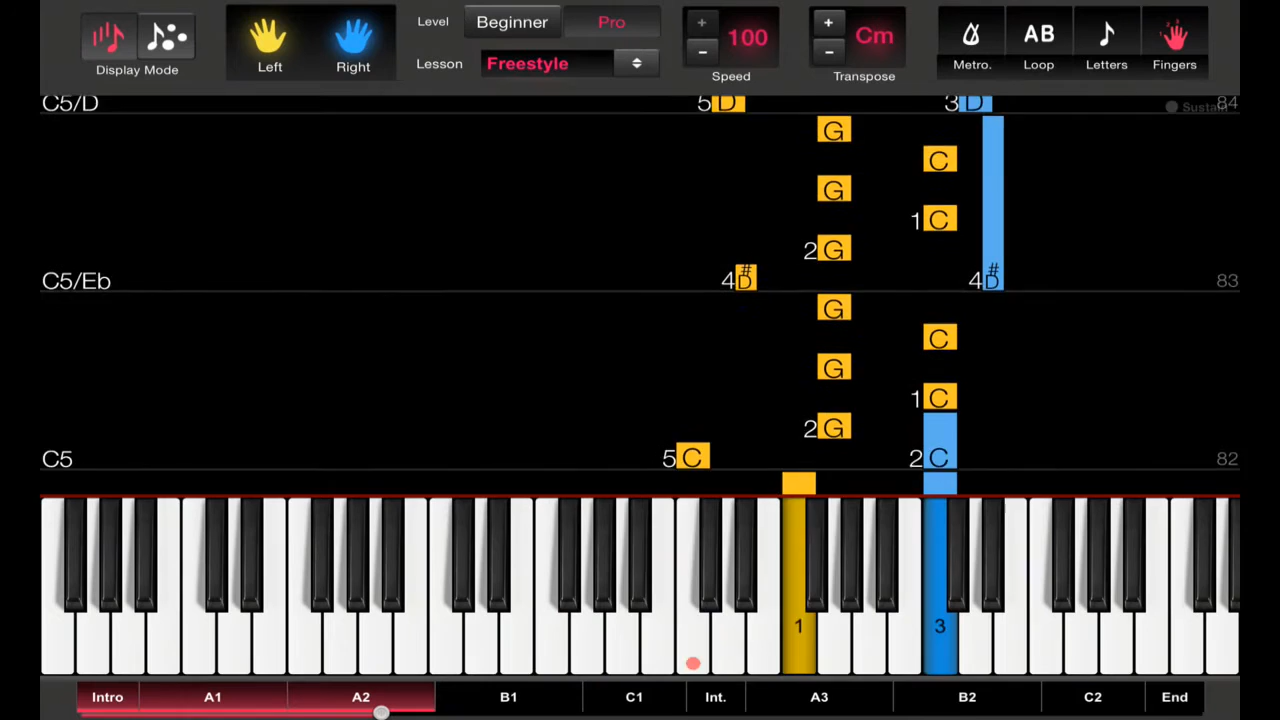 Display Mode
Left Right
Level Beginner Pro
Lesson Freestyle
+ - 100
Speed
+ - Cm
Transpose
Metro.
AB
Loop
Letters
Fingers
C5/D 5 D 3 D 84
Sustain
G
C
G
1 C
2 G
C5/Eb 4 #D 4 #D 83
G
C
G
1 C
2 G
C5 5 C 2 C 82
1 3
Intro A1 A2 B1 C1 Int. A3 B2 C2 End